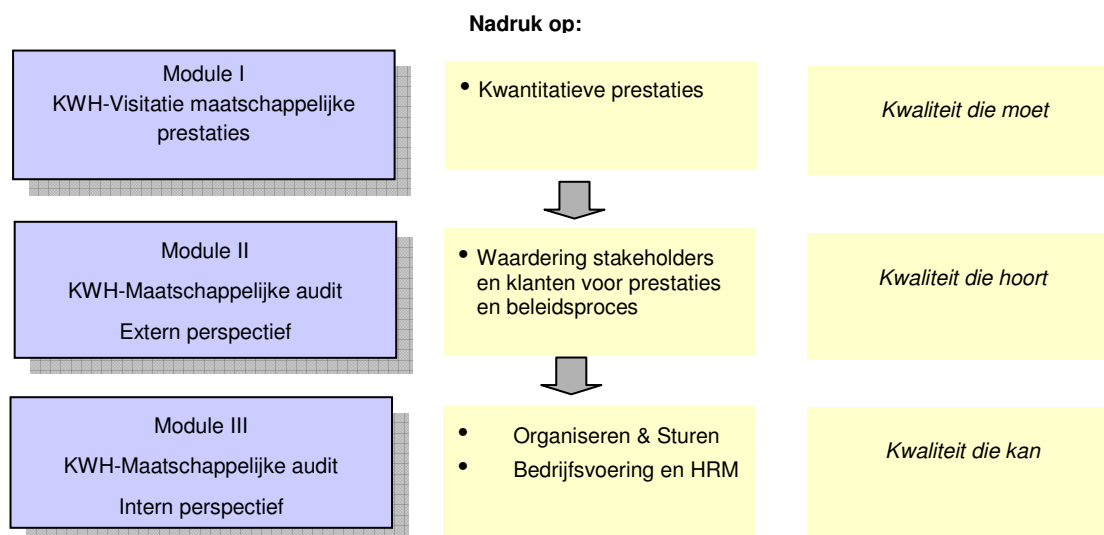 Nadruk op:
Module I
KWH-Visitatie maatschappelijke
prestaties
• Kwantitatieve prestaties
Kwaliteit die moet
Module II
KWH-Maatschappelijke audit
Extern perspectief
• Waardering stakeholders
en klanten voor prestaties
en beleidsproces
Kwaliteit die hoort
Module III
KWH-Maatschappelijke audit
Intern perspectief
• Organiseren & Sturen
• Bedrijfsvoering en HRM
Kwaliteit die kan